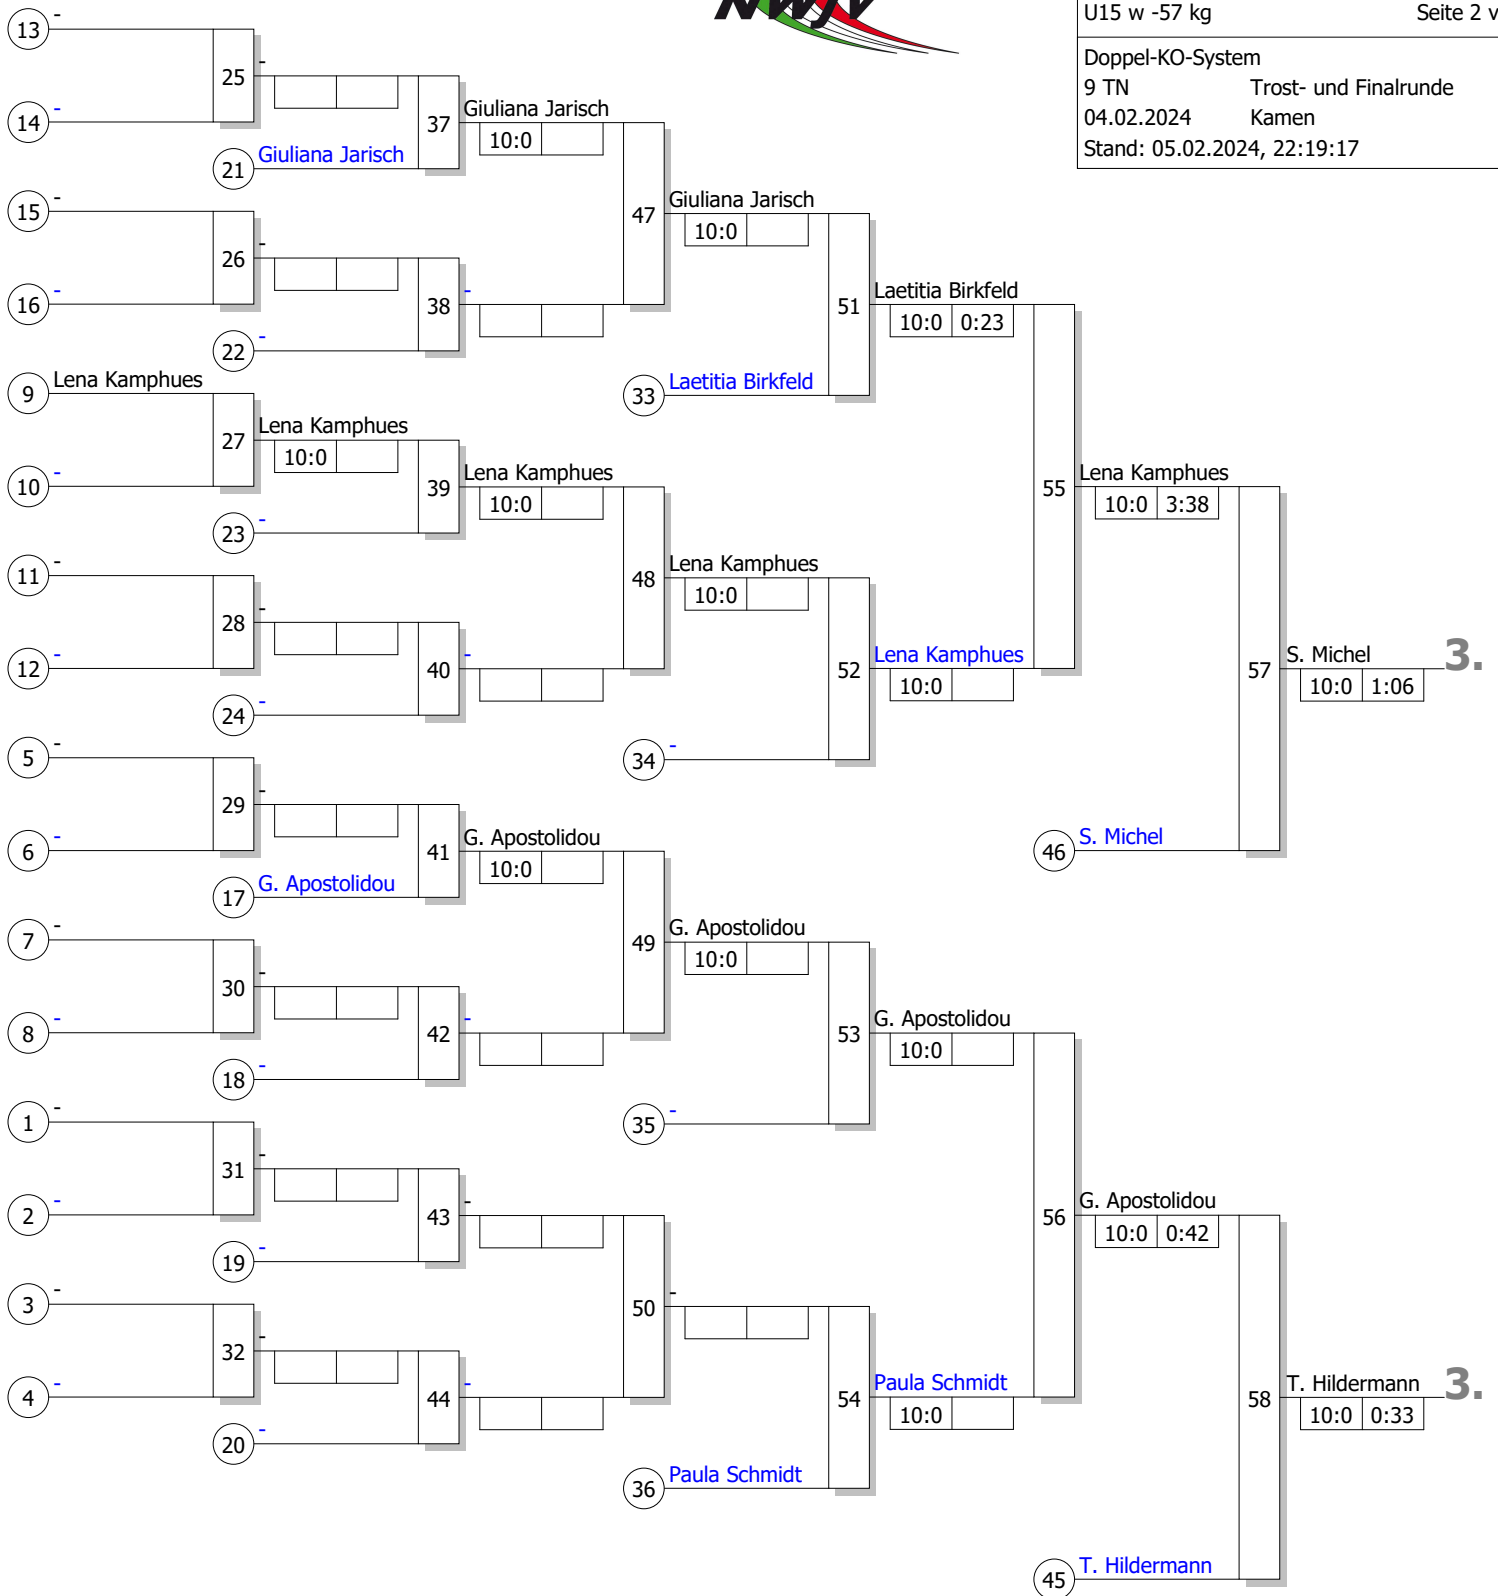 NWJV
U15 w -57 kg Seite 2 v
Doppel-KO-System
9 TN Trost- und Finalrunde
04.02.2024 Kamen
Stand: 05.02.2024, 22:19:17
13 -
25 -
14 -
37 Giuliana Jarisch
10:0
21 Giuliana Jarisch
15 -
47 Giuliana Jarisch
10:0
26 -
16 -
38 -
22 -
51 Laetitia Birkfeld
10:0 0:23
33 Laetitia Birkfeld
9 Lena Kamphues
27 Lena Kamphues
10:0
10 -
39 Lena Kamphues
10:0
23 -
55 Lena Kamphues
10:0 3:38
11 -
48 Lena Kamphues
10:0
28 -
12 -
40 -
24 -
52 Lena Kamphues
10:0
34 -
57 S. Michel 3.
10:0 1:06
5 -
29 -
6 -
41 G. Apostolidou
10:0
17 G. Apostolidou
46 S. Michel
7 -
49 G. Apostolidou
10:0
30 -
8 -
42 -
18 -
53 G. Apostolidou
10:0
35 -
1 -
31 -
2 -
43 -
19 -
56 G. Apostolidou
10:0 0:42
3 -
50 -
32 -
4 -
44 -
20 -
54 Paula Schmidt
10:0
36 Paula Schmidt
58 T. Hildermann 3.
10:0 0:33
45 T. Hildermann